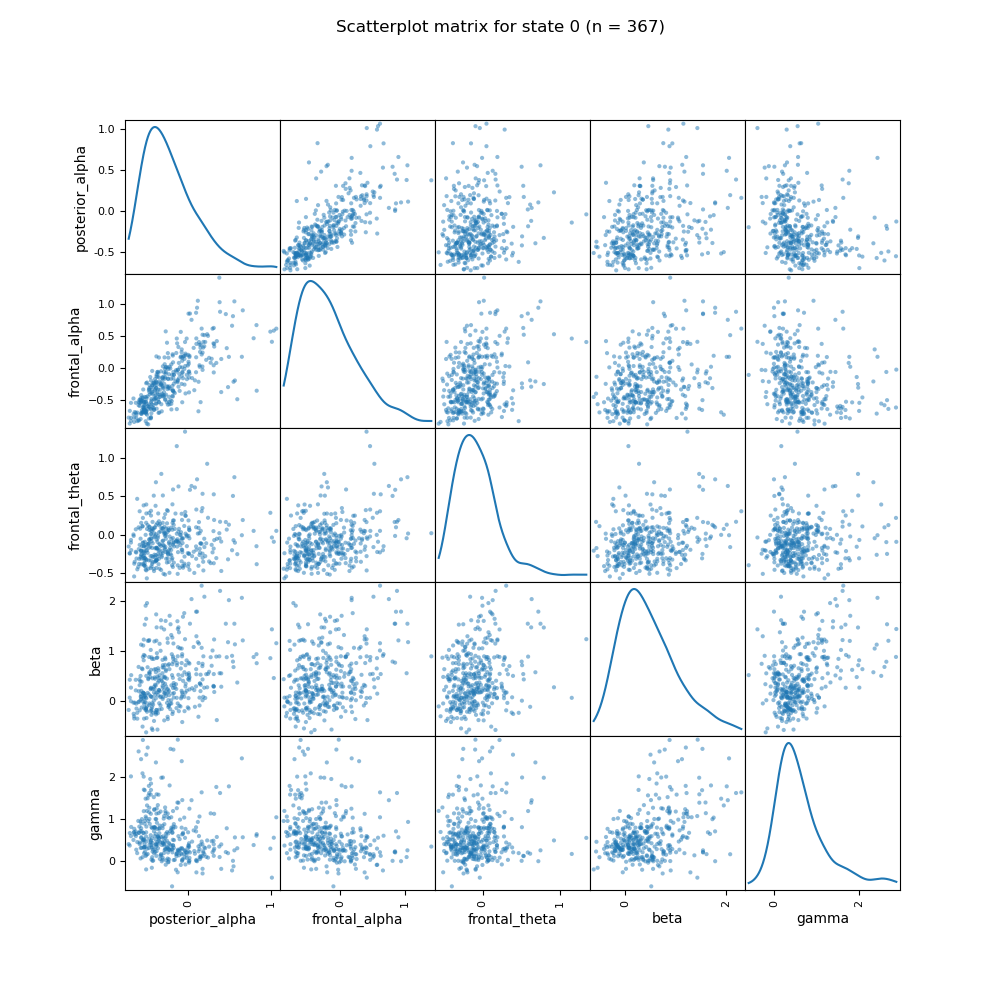 Scatterplot matrix for state 0 (n = 367)
posterior_alpha
1.0
0.5
0.0
−0.5
frontal_alpha
1.0
0.5
0.0
−0.5
frontal_theta
1.0
0.5
0.0
−0.5
beta
2
1
0
gamma
2
1
0
0 1 0 1 0 1 0 2 0 2
posterior_alpha frontal_alpha frontal_theta beta gamma